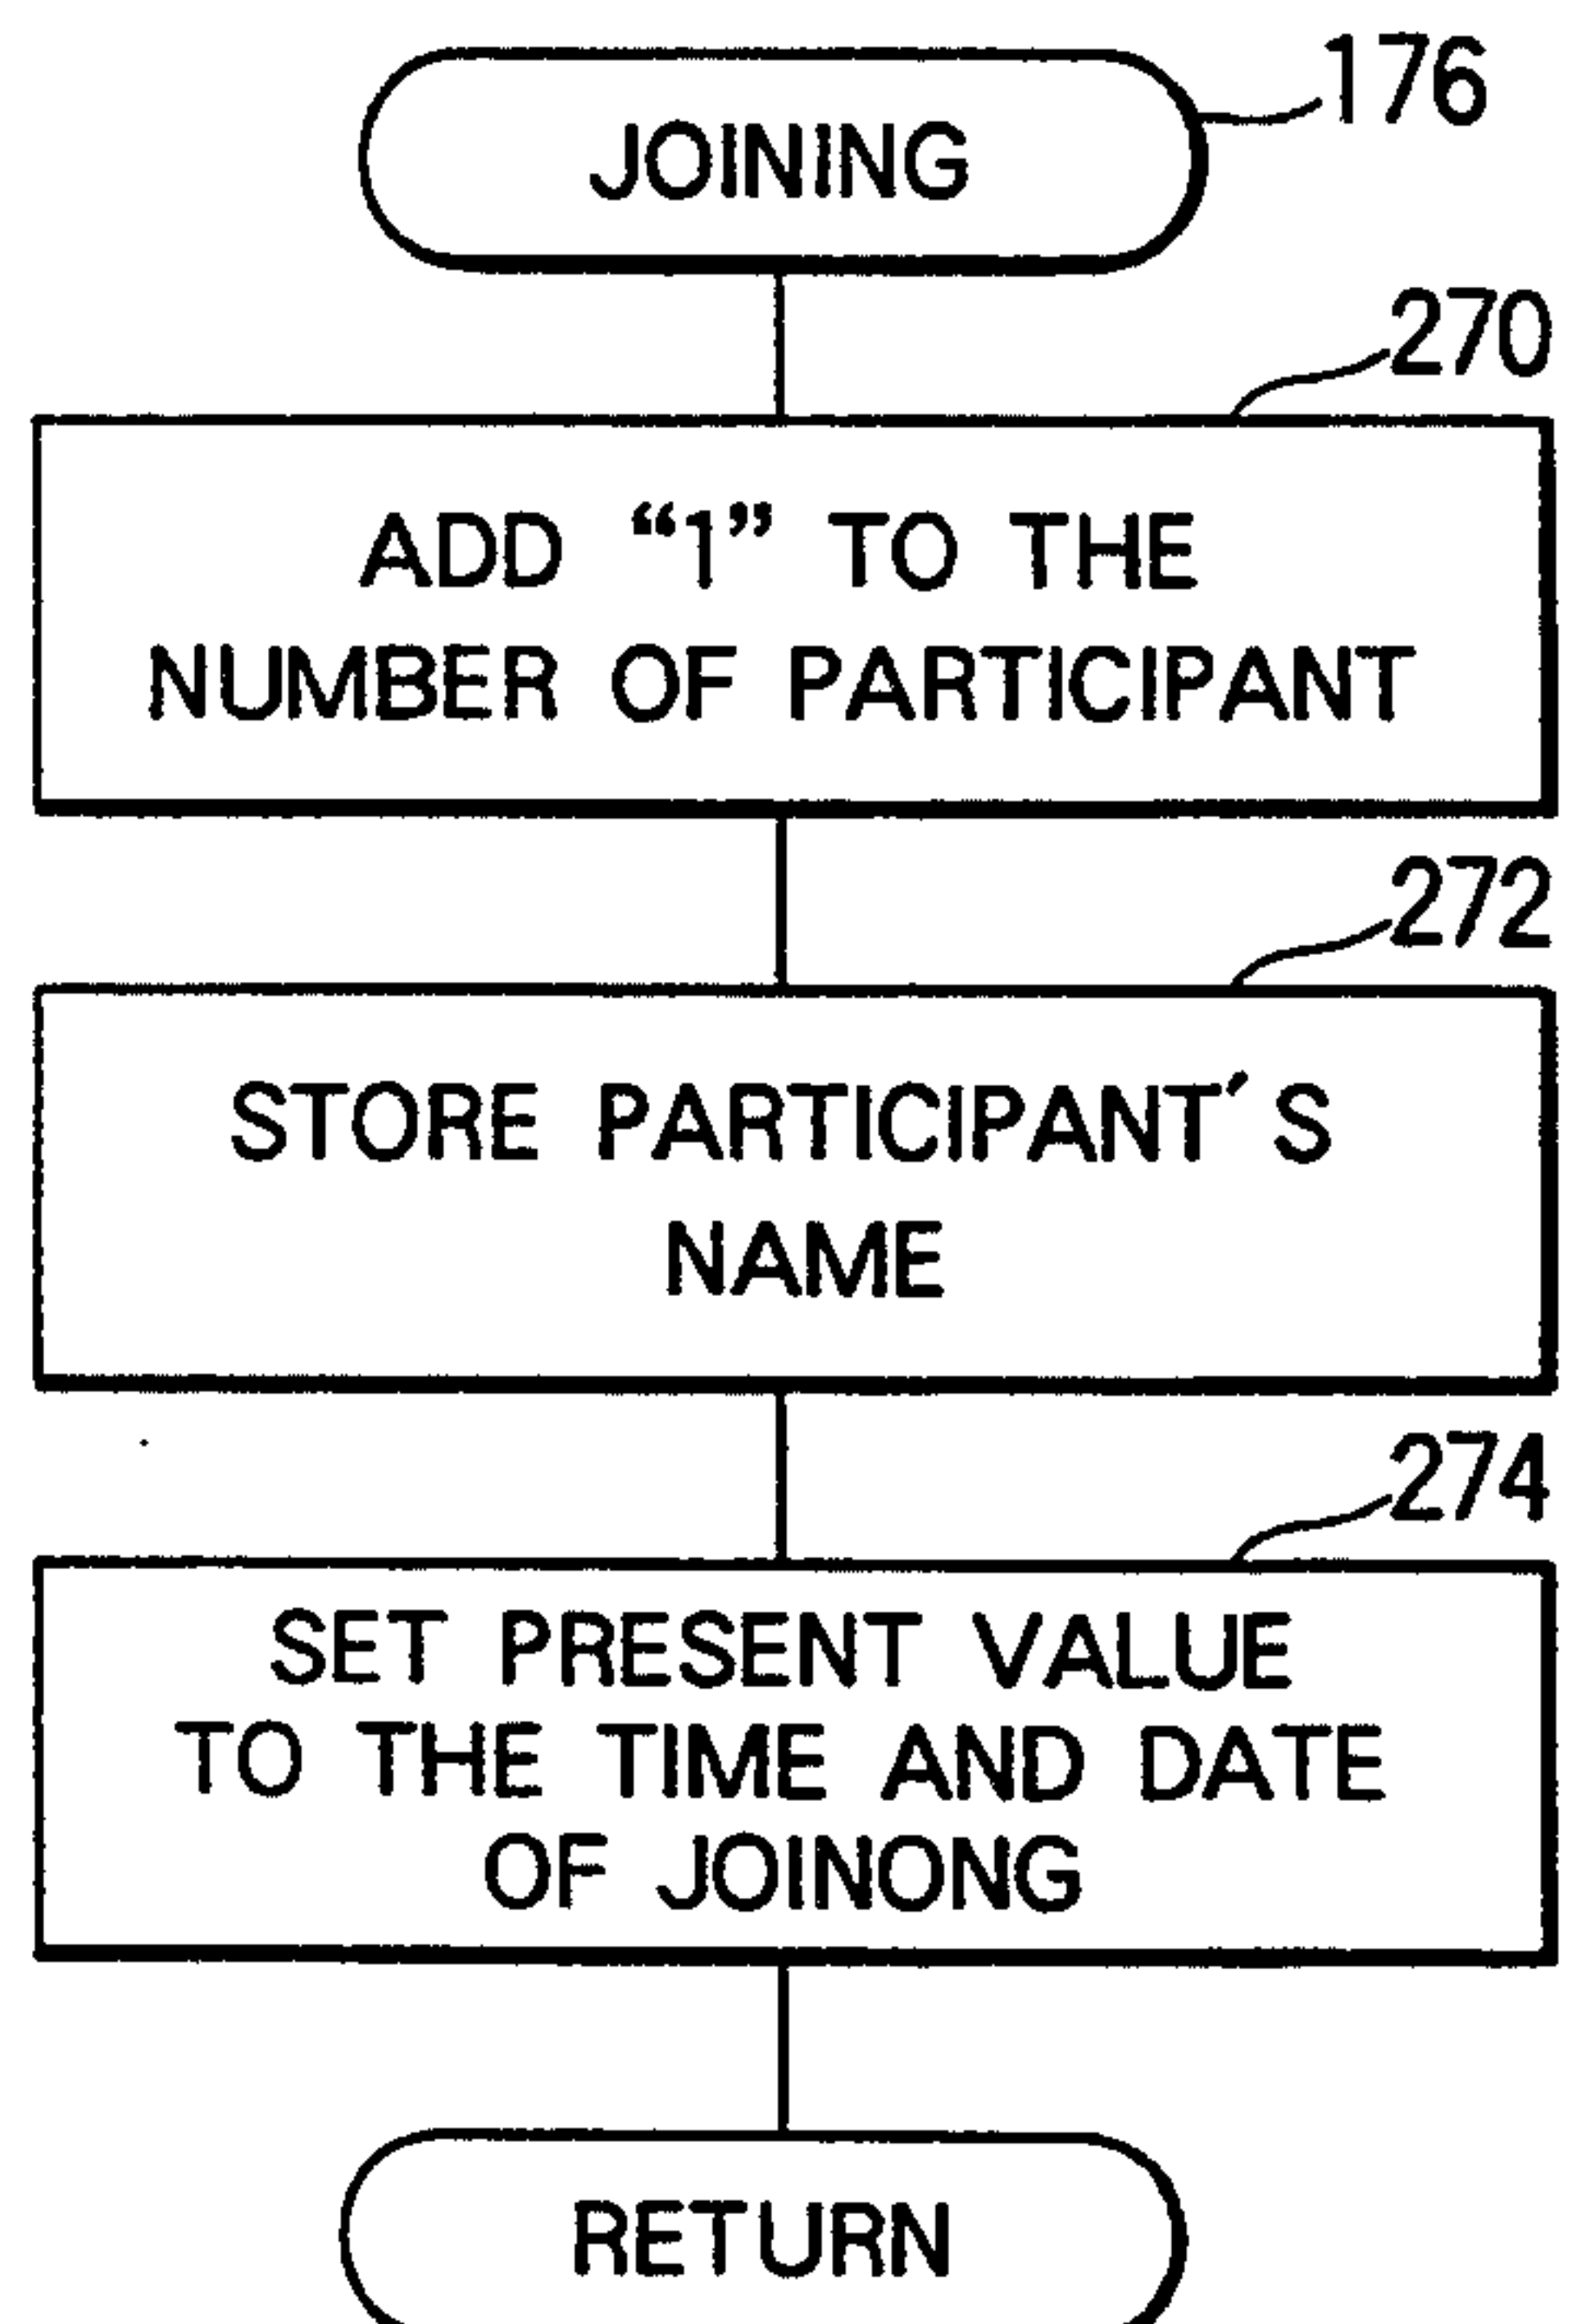 176
JOINING
270
ADD “1” TO THE
NUMBER OF PARTICIPANT
272
STORE PARTICIPANT´S
NAME
274
SET PRESENT VALUE
TO THE TIME AND DATE
OF JOINONG
RETURN